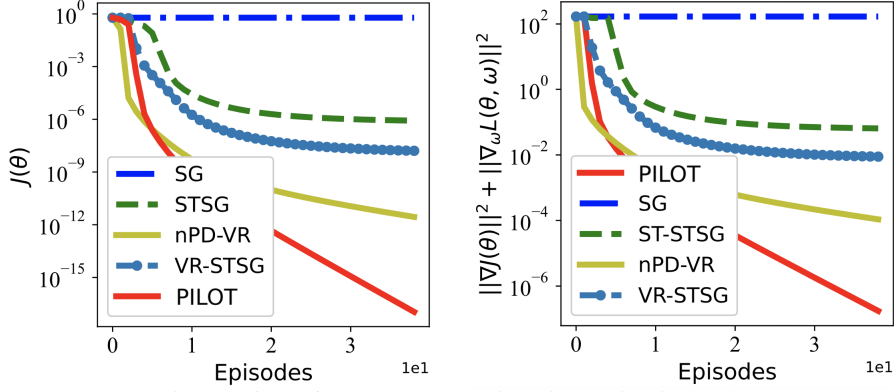 J(θ)
10^0
10^-3
10^-6
10^-9
10^-12
10^-15
SG
STSG
nPD-VR
VR-STSG
PILOT
0 1 2 3
Episodes 1e1
||∇J(θ)||^2 + ||∇_ωL(θ, ω)||^2
10^2
10^0
10^-2
10^-4
10^-6
PILOT
SG
ST-STSG
nPD-VR
VR-STSG
0 1 2 3
Episodes 1e1